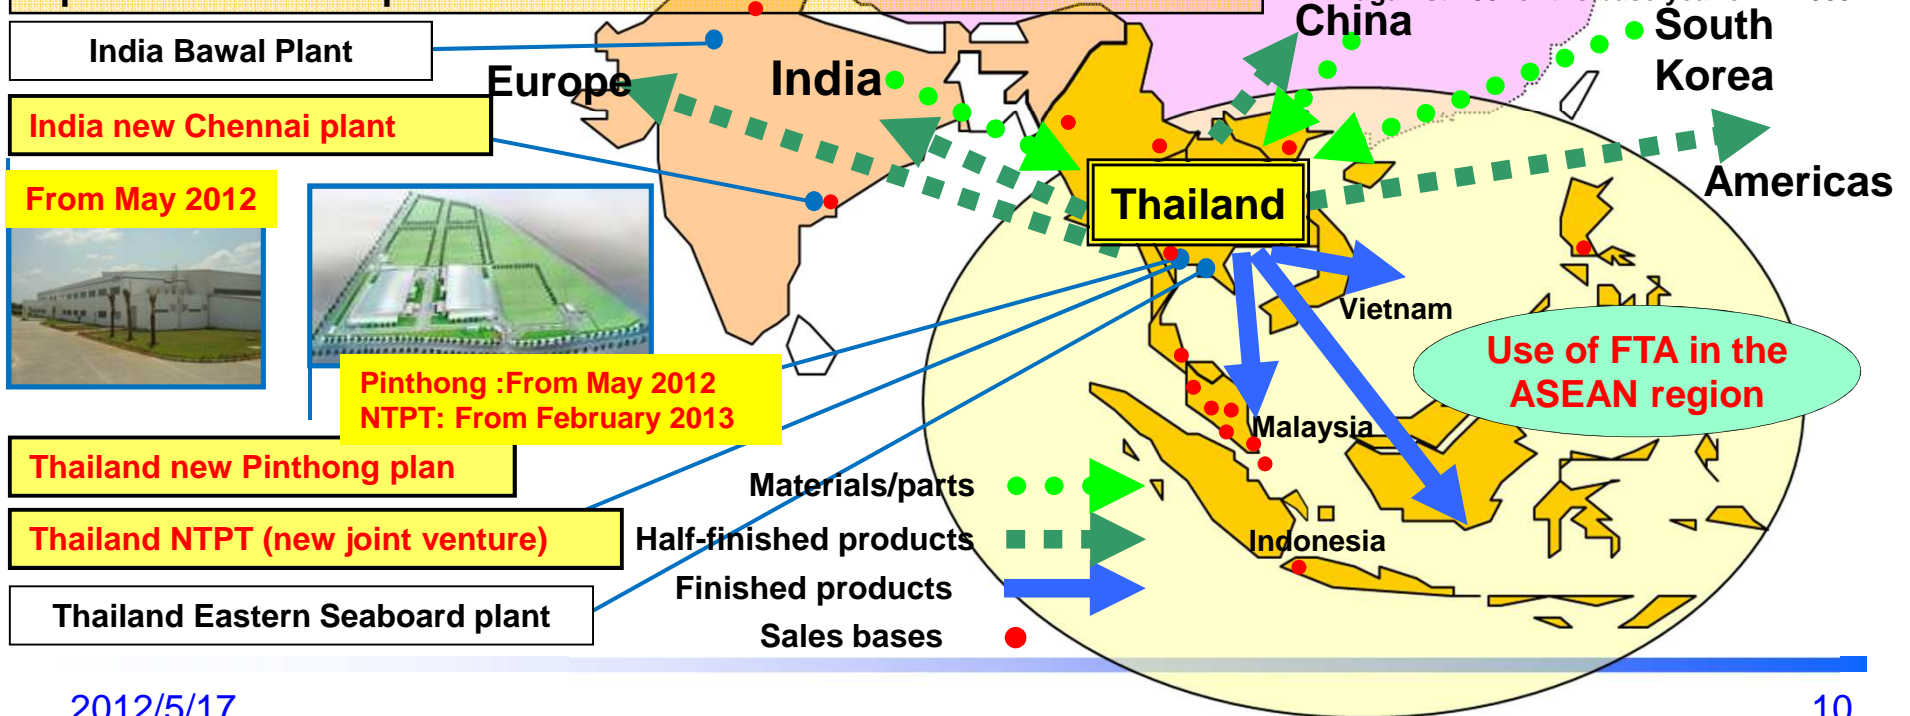 China
South
Korea
India Bawal Plant
Europe
India
India new Chennai plant
From May 2012
Thailand
Americas
Vietnam
Use of FTA in the
ASEAN region
Pinthong :From May 2012
NTPT: From February 2013
Malaysia
Thailand new Pinthong plan
Materials/parts
Thailand NTPT (new joint venture)
Half-finished products
Indonesia
Finished products
Thailand Eastern Seaboard plant
Sales bases
2012/5/17
10